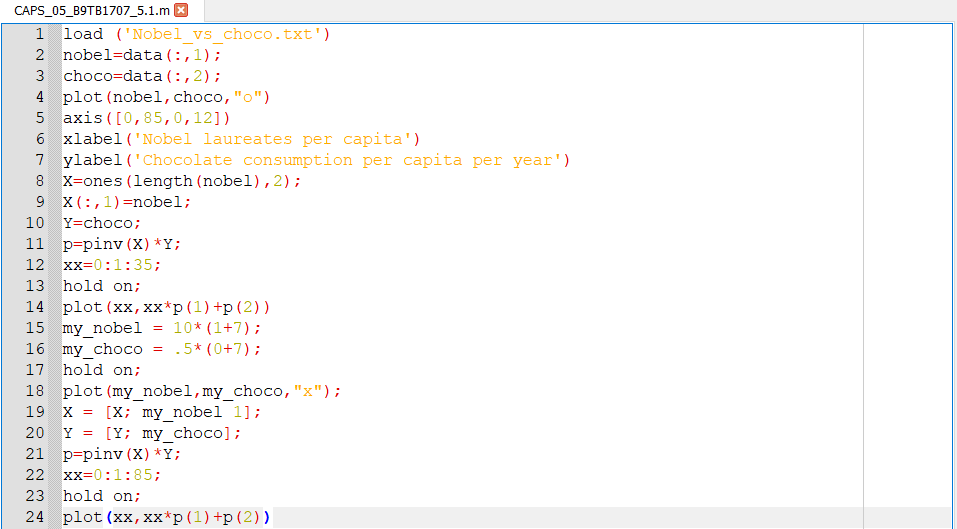 CAPS_05_B9TB1707_5.1.m
1 load ('Nobel_vs_choco.txt')
2 nobel=data(:,1);
3 choco=data(:,2);
4 plot(nobel,choco,"o")
5 axis([0,85,0,12])
6 xlabel('Nobel laureates per capita')
7 ylabel('Chocolate consumption per capita per year')
8 X=ones(length(nobel),2);
9 X(:,1)=nobel;
10 Y=choco;
11 p=pinv(X)*Y;
12 xx=0:1:35;
13 hold on;
14 plot(xx,xx*p(1)+p(2))
15 my_nobel = 10*(1+7);
16 my_choco = .5*(0+7);
17 hold on;
18 plot(my_nobel,my_choco,"x");
19 X = [X; my_nobel 1];
20 Y = [Y; my_choco];
21 p=pinv(X)*Y;
22 xx=0:1:85;
23 hold on;
24 plot(xx,xx*p(1)+p(2))